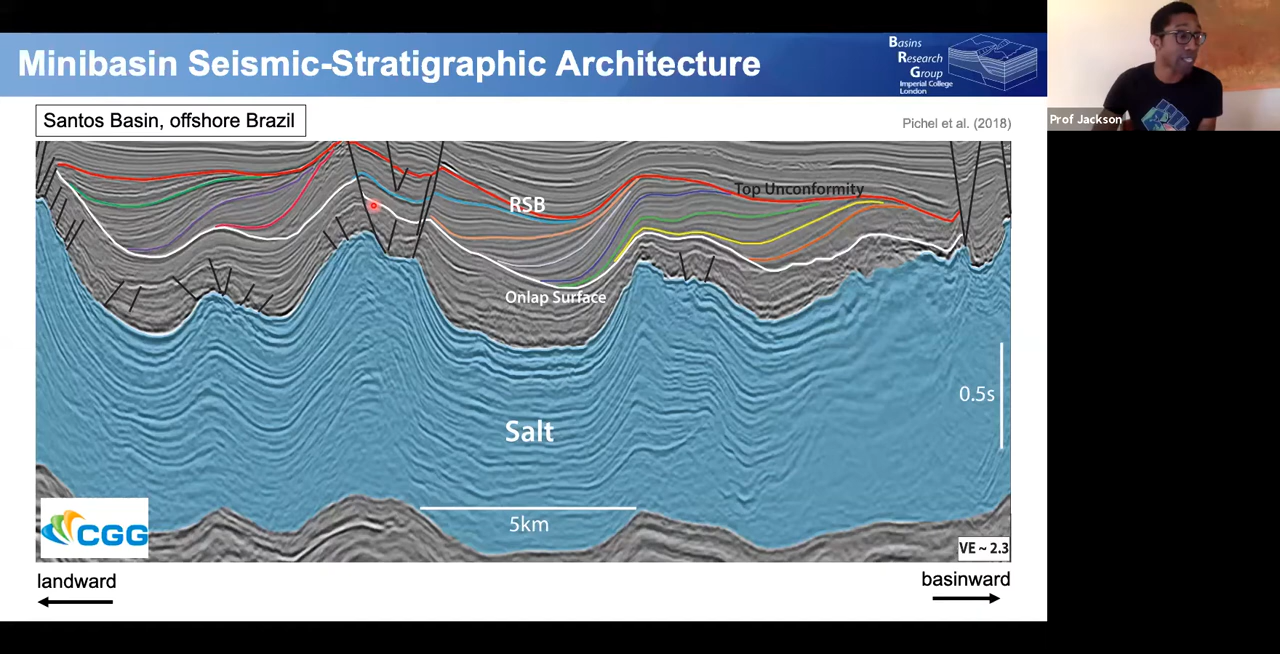 Minibasin Seismic-Stratigraphic Architecture
Basins
Research
Group
Imperial College
London
Prof Jackson
Santos Basin, offshore Brazil
Pichel et al. (2018)
Top Unconformity
RSB
Onlap Surface
0.5s
Salt
5km
CGG
VE ~ 2.3
landward
basinward